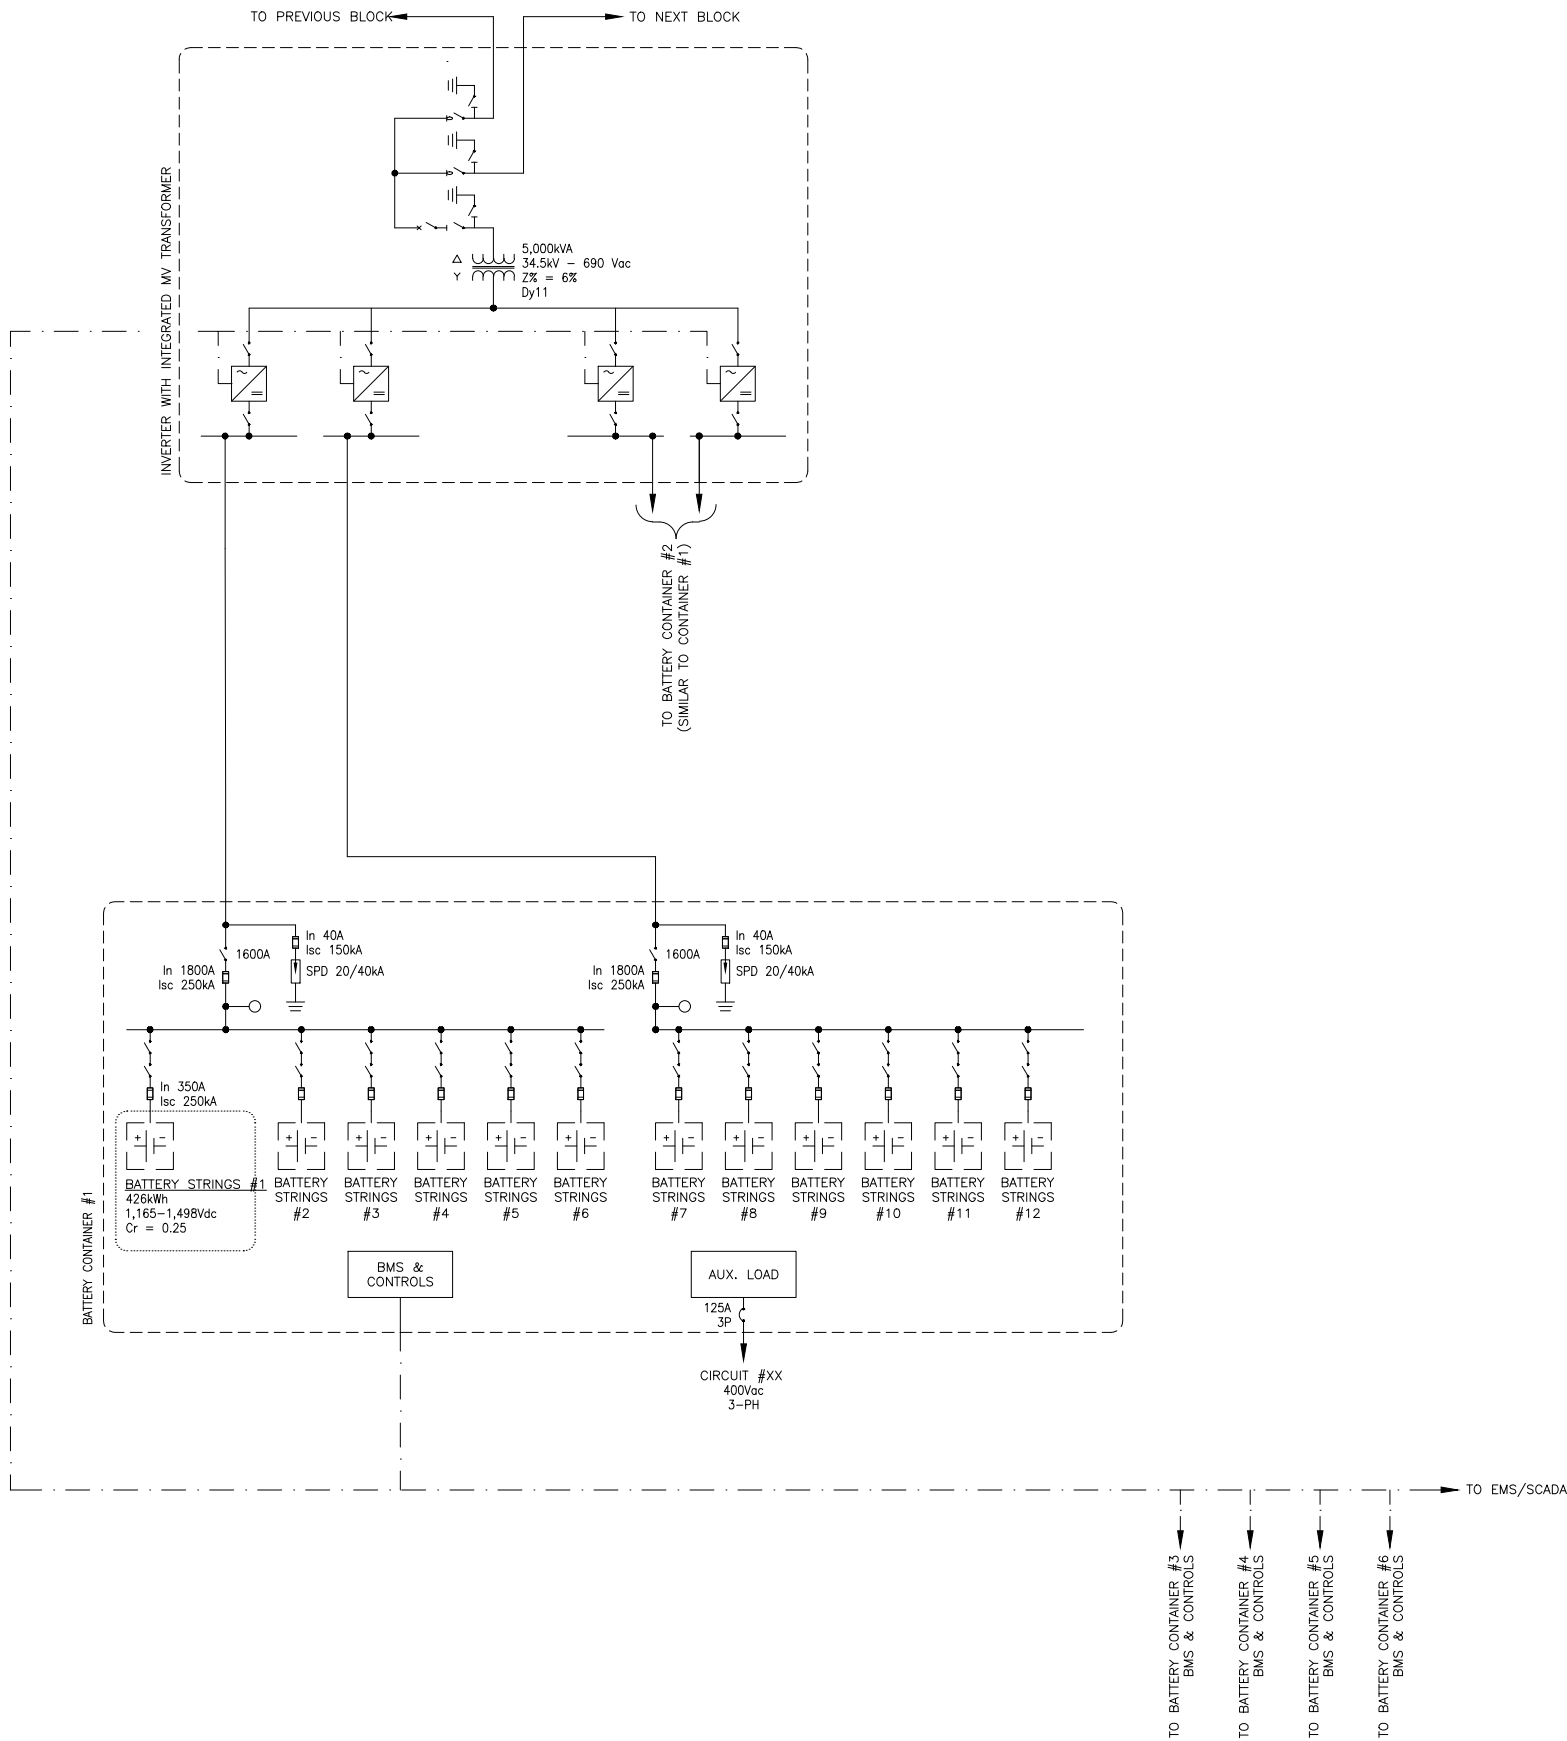 TO PREVIOUS BLOCK
TO NEXT BLOCK
INVERTER WITH INTEGRATED MV TRANSFORMER
5,000kVA
34.5kV - 690 Vac
Z% = 6%
Dy11
Δ
Y
TO BATTERY CONTAINER #2
(SIMILAR TO CONTAINER #1)
BATTERY CONTAINER #1
1600A
In 1800A
Isc 250kA
In 40A
Isc 150kA
SPD 20/40kA
1600A
In 1800A
Isc 250kA
In 40A
Isc 150kA
SPD 20/40kA
In 350A
Isc 250kA
BATTERY STRINGS #1
426kWh
1,165-1,498Vdc
Cr = 0.25
BATTERY
STRINGS
#2
BATTERY
STRINGS
#3
BATTERY
STRINGS
#4
BATTERY
STRINGS
#5
BATTERY
STRINGS
#6
BATTERY
STRINGS
#7
BATTERY
STRINGS
#8
BATTERY
STRINGS
#9
BATTERY
STRINGS
#10
BATTERY
STRINGS
#11
BATTERY
STRINGS
#12
BMS &
CONTROLS
AUX. LOAD
125A
3P
CIRCUIT #XX
400Vac
3-PH
TO EMS/SCADA
TO BATTERY CONTAINER #3
BMS & CONTROLS
TO BATTERY CONTAINER #4
BMS & CONTROLS
TO BATTERY CONTAINER #5
BMS & CONTROLS
TO BATTERY CONTAINER #6
BMS & CONTROLS